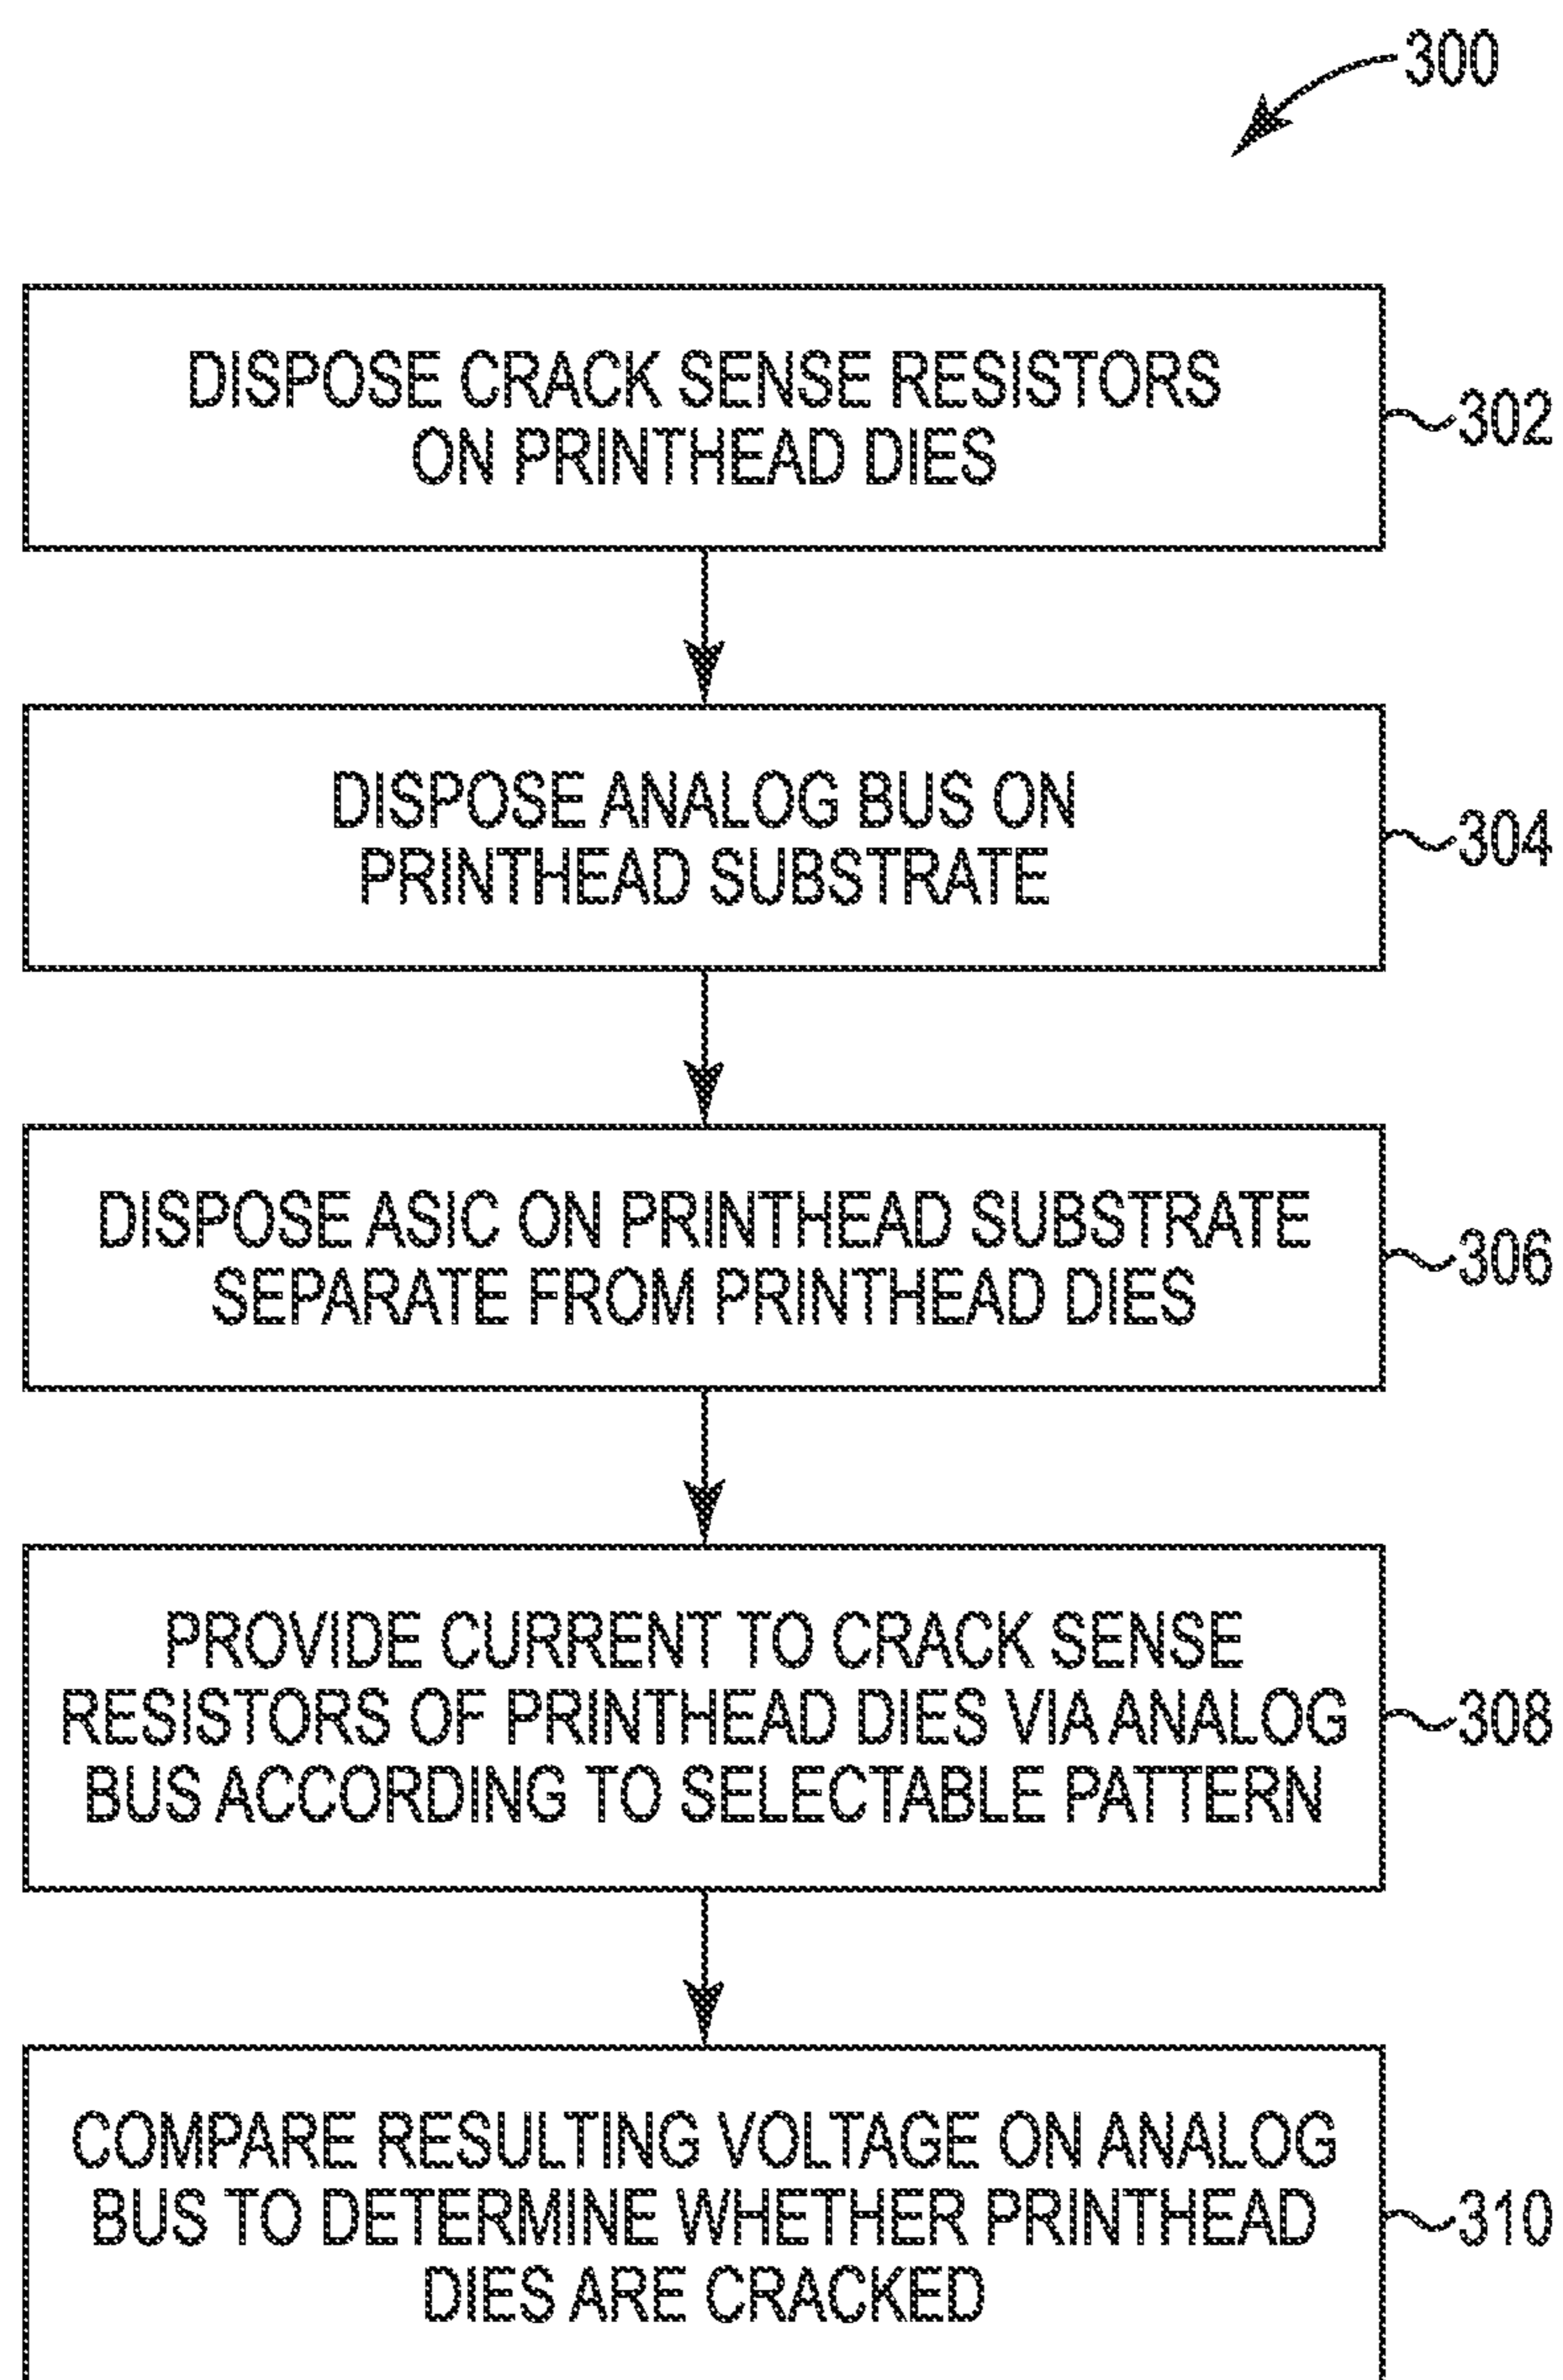 300
DISPOSE CRACK SENSE RESISTORS
ON PRINTHEAD DIES
302
DISPOSE ANALOG BUS ON
PRINTHEAD SUBSTRATE
304
DISPOSE ASIC ON PRINTHEAD SUBSTRATE
SEPARATE FROM PRINTHEAD DIES
306
PROVIDE CURRENT TO CRACK SENSE
RESISTORS OF PRINTHEAD DIES VIA ANALOG
BUS ACCORDING TO SELECTABLE PATTERN
308
COMPARE RESULTING VOLTAGE ON ANALOG
BUS TO DETERMINE WHETHER PRINTHEAD
DIES ARE CRACKED
310